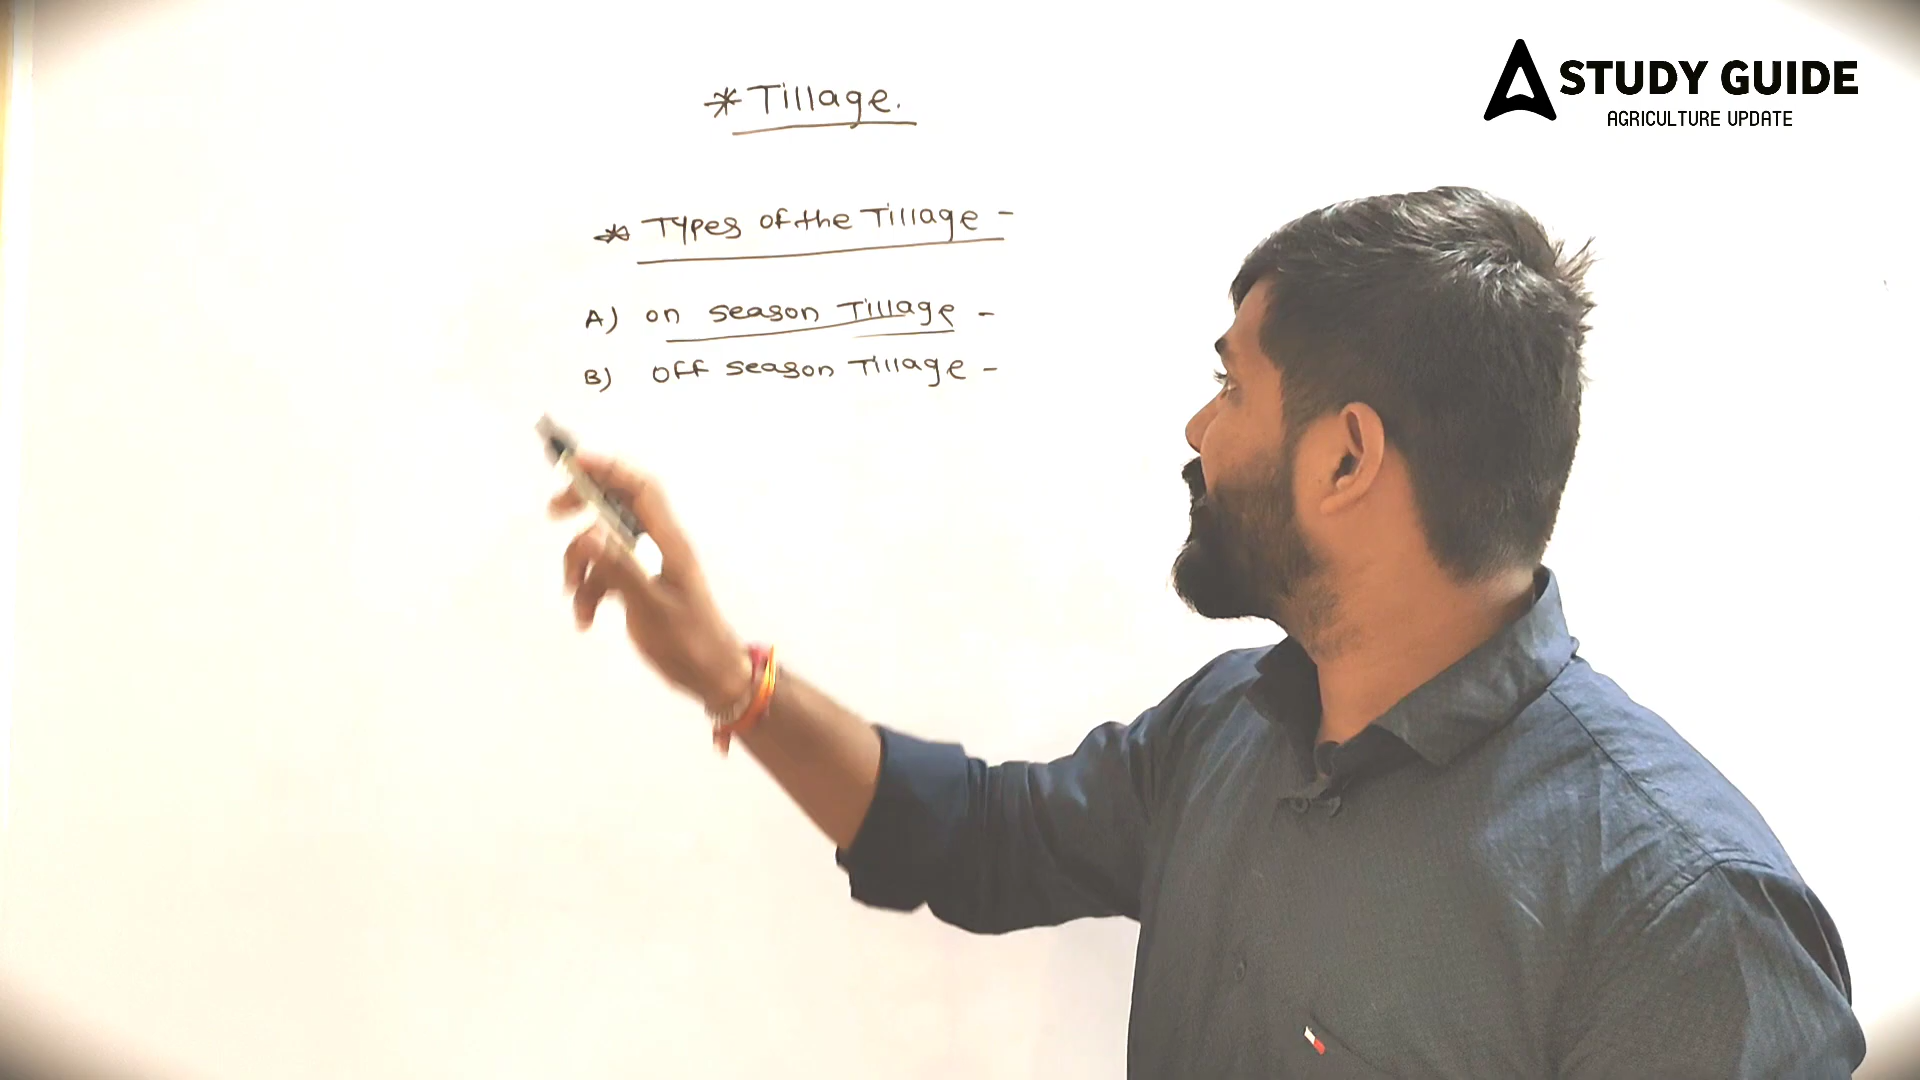 * Tillage.
* Types of the Tillage -
A) on season Tillage -
B) off season Tillage -
A STUDY GUIDE
AGRICULTURE UPDATE